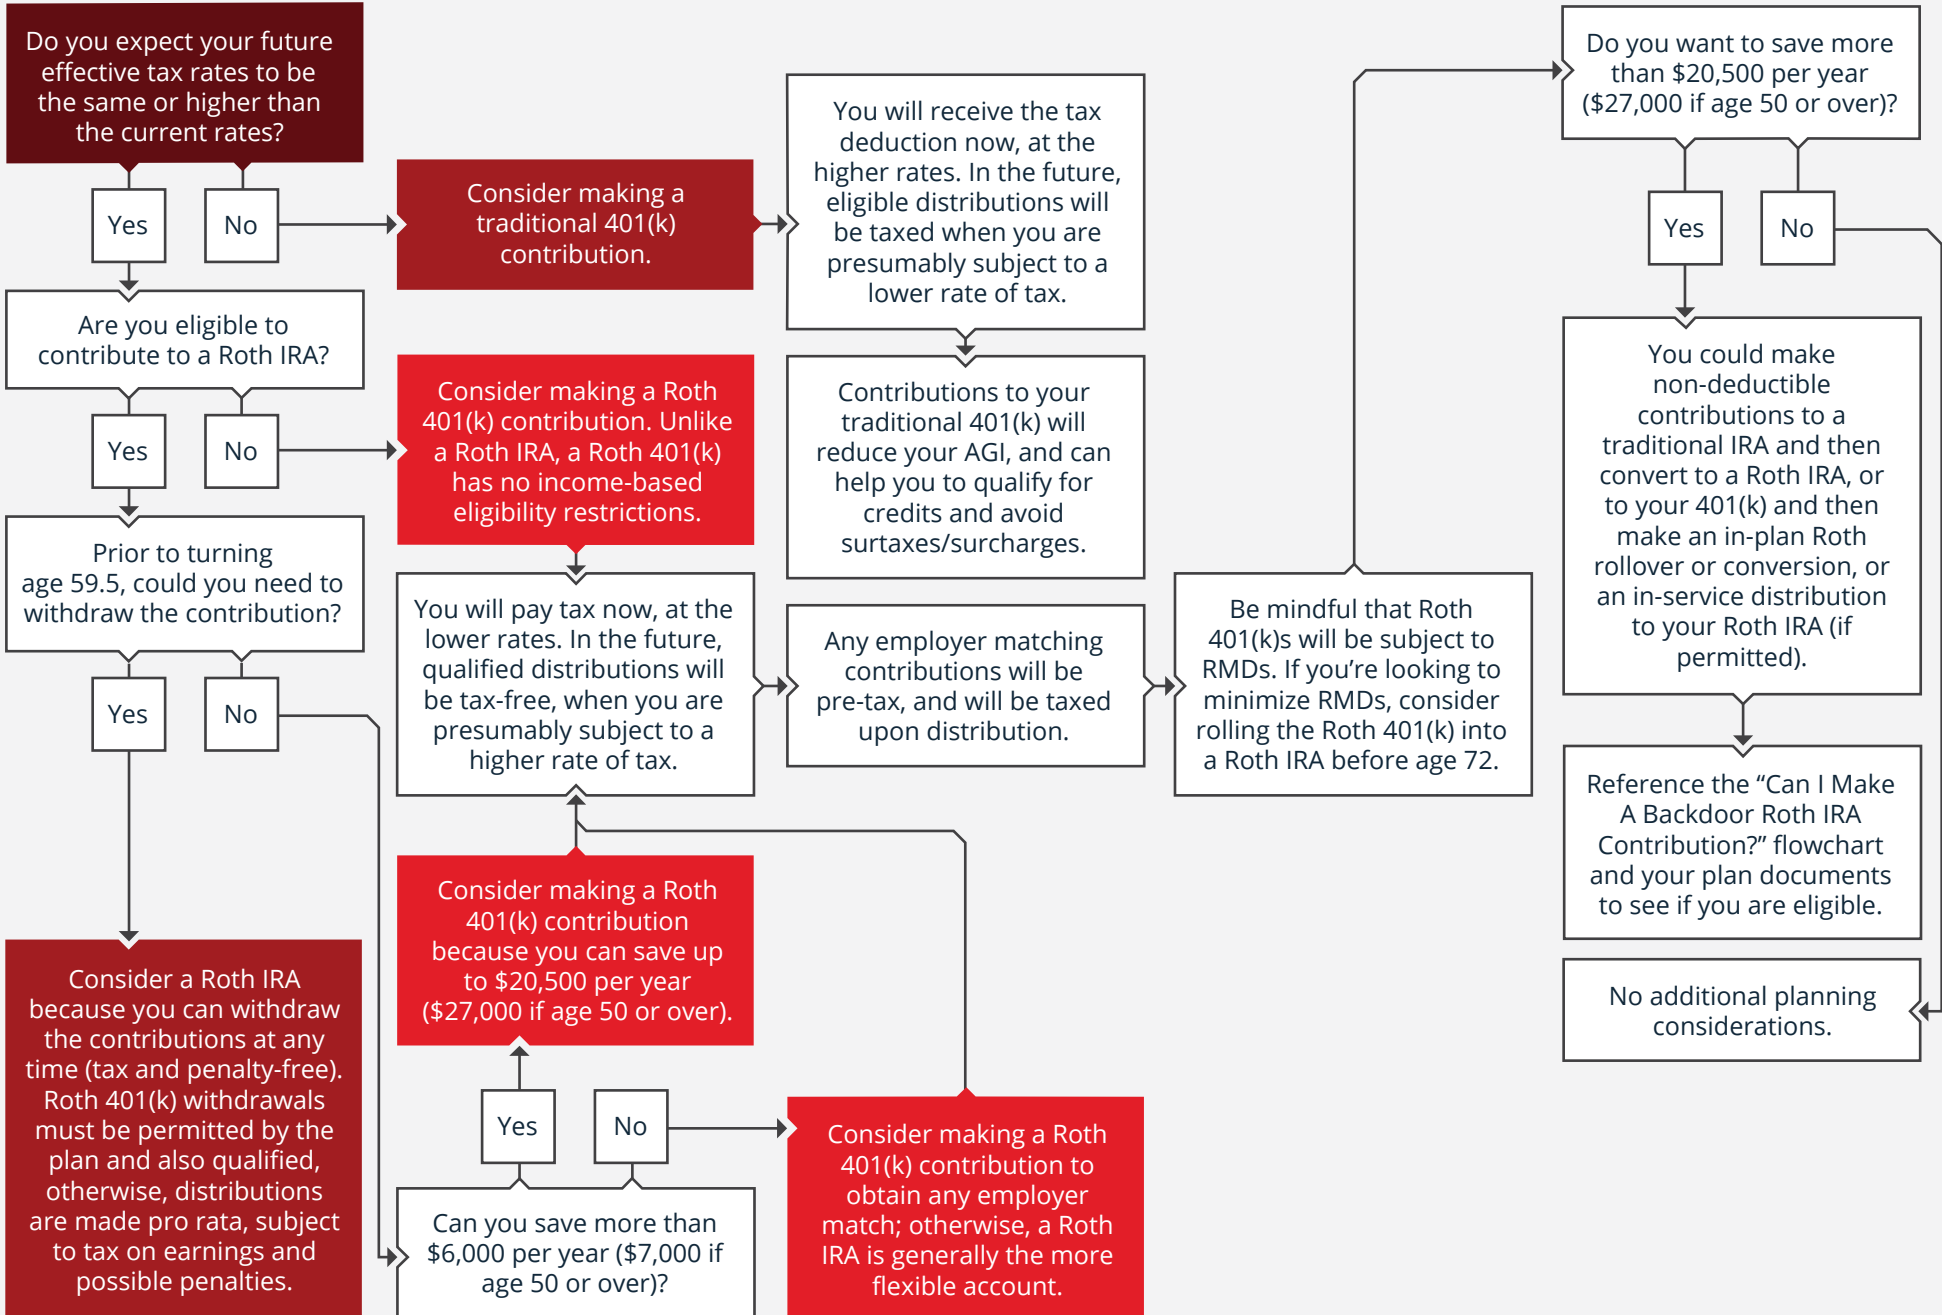 Do you expect your future
effective tax rates to be
the same or higher than
the current rates?
Yes
No
Are you eligible to
contribute to a Roth IRA?
Yes
No
Prior to turning
age 59.5, could you need to
withdraw the contribution?
Yes
No
Consider a Roth IRA
because you can withdraw
the contributions at any
time (tax and penalty-free).
Roth 401(k) withdrawals
must be permitted by the
plan and also qualified,
otherwise, distributions
are made pro rata, subject
to tax on earnings and
possible penalties.
Consider making a
traditional 401(k)
contribution.
Consider making a Roth
401(k) contribution. Unlike
a Roth IRA, a Roth 401(k)
has no income-based
eligibility restrictions.
You will pay tax now, at the
lower rates. In the future,
qualified distributions will
be tax-free, when you are
presumably subject to a
higher rate of tax.
Consider making a Roth
401(k) contribution
because you can save up
to $20,500 per year
($27,000 if age 50 or over).
Yes
No
Can you save more than
$6,000 per year ($7,000 if
age 50 or over)?
You will receive the tax
deduction now, at the
higher rates. In the future,
eligible distributions will
be taxed when you are
presumably subject to a
lower rate of tax.
Contributions to your
traditional 401(k) will
reduce your AGI, and can
help you to qualify for
credits and avoid
surtaxes/surcharges.
Any employer matching
contributions will be
pre-tax, and will be taxed
upon distribution.
Consider making a Roth
401(k) contribution to
obtain any employer
match; otherwise, a Roth
IRA is generally the more
flexible account.
Be mindful that Roth
401(k)s will be subject to
RMDs. If you’re looking to
minimize RMDs, consider
rolling the Roth 401(k) into
a Roth IRA before age 72.
Do you want to save more
than $20,500 per year
($27,000 if age 50 or over)?
Yes
No
You could make
non-deductible
contributions to a
traditional IRA and then
convert to a Roth IRA, or
to your 401(k) and then
make an in-plan Roth
rollover or conversion, or
an in-service distribution
to your Roth IRA (if
permitted).
Reference the “Can I Make
A Backdoor Roth IRA
Contribution?” flowchart
and your plan documents
to see if you are eligible.
No additional planning
considerations.